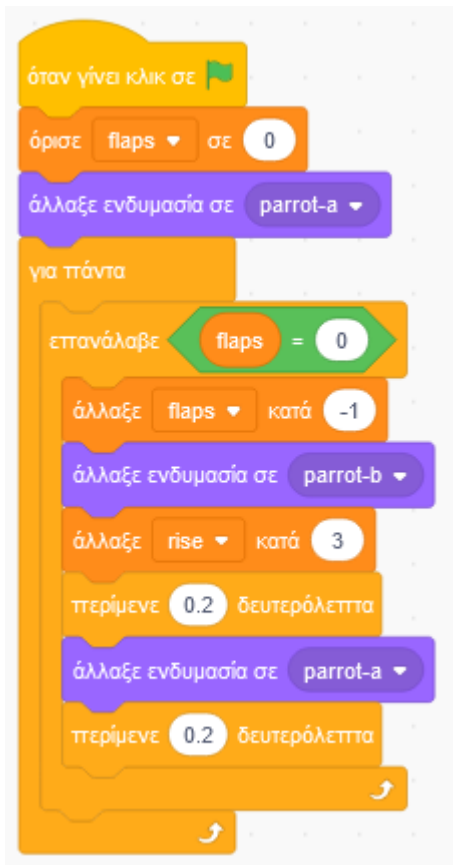 όταν γίνει κλικ σε
όρισε flaps σε 0
άλλαξε ενδυμασία σε parrot-a
για πάντα
επανάλαβε flaps = 0
άλλαξε flaps κατά -1
άλλαξε ενδυμασία σε parrot-b
άλλαξε rise κατά 3
περίμενε 0.2 δευτερόλεπτα
άλλαξε ενδυμασία σε parrot-a
περίμενε 0.2 δευτερόλεπτα